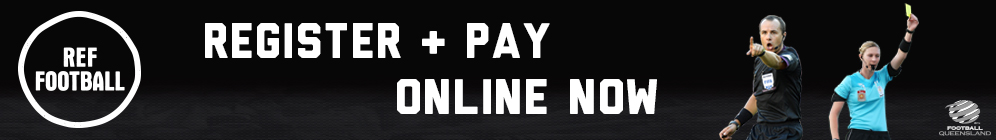 REF
FOOTBALL
REGISTER + PAY
ONLINE NOW
FOOTBALL
QUEENSLAND